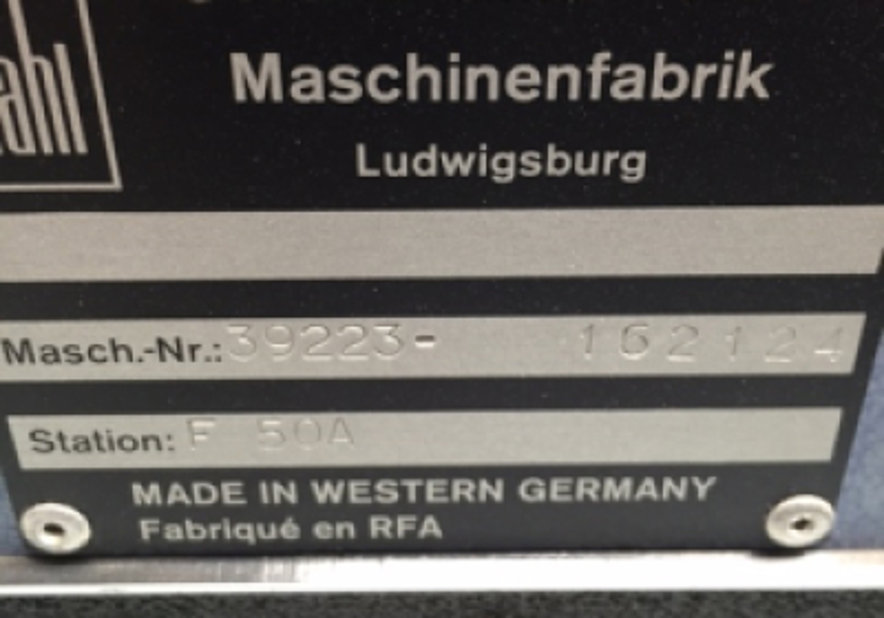 ahl
Maschinenfabrik
Ludwigsburg
Masch.-Nr.: 39223- 162124
Station: F 50A
MADE IN WESTERN GERMANY
Fabriqué en RFA